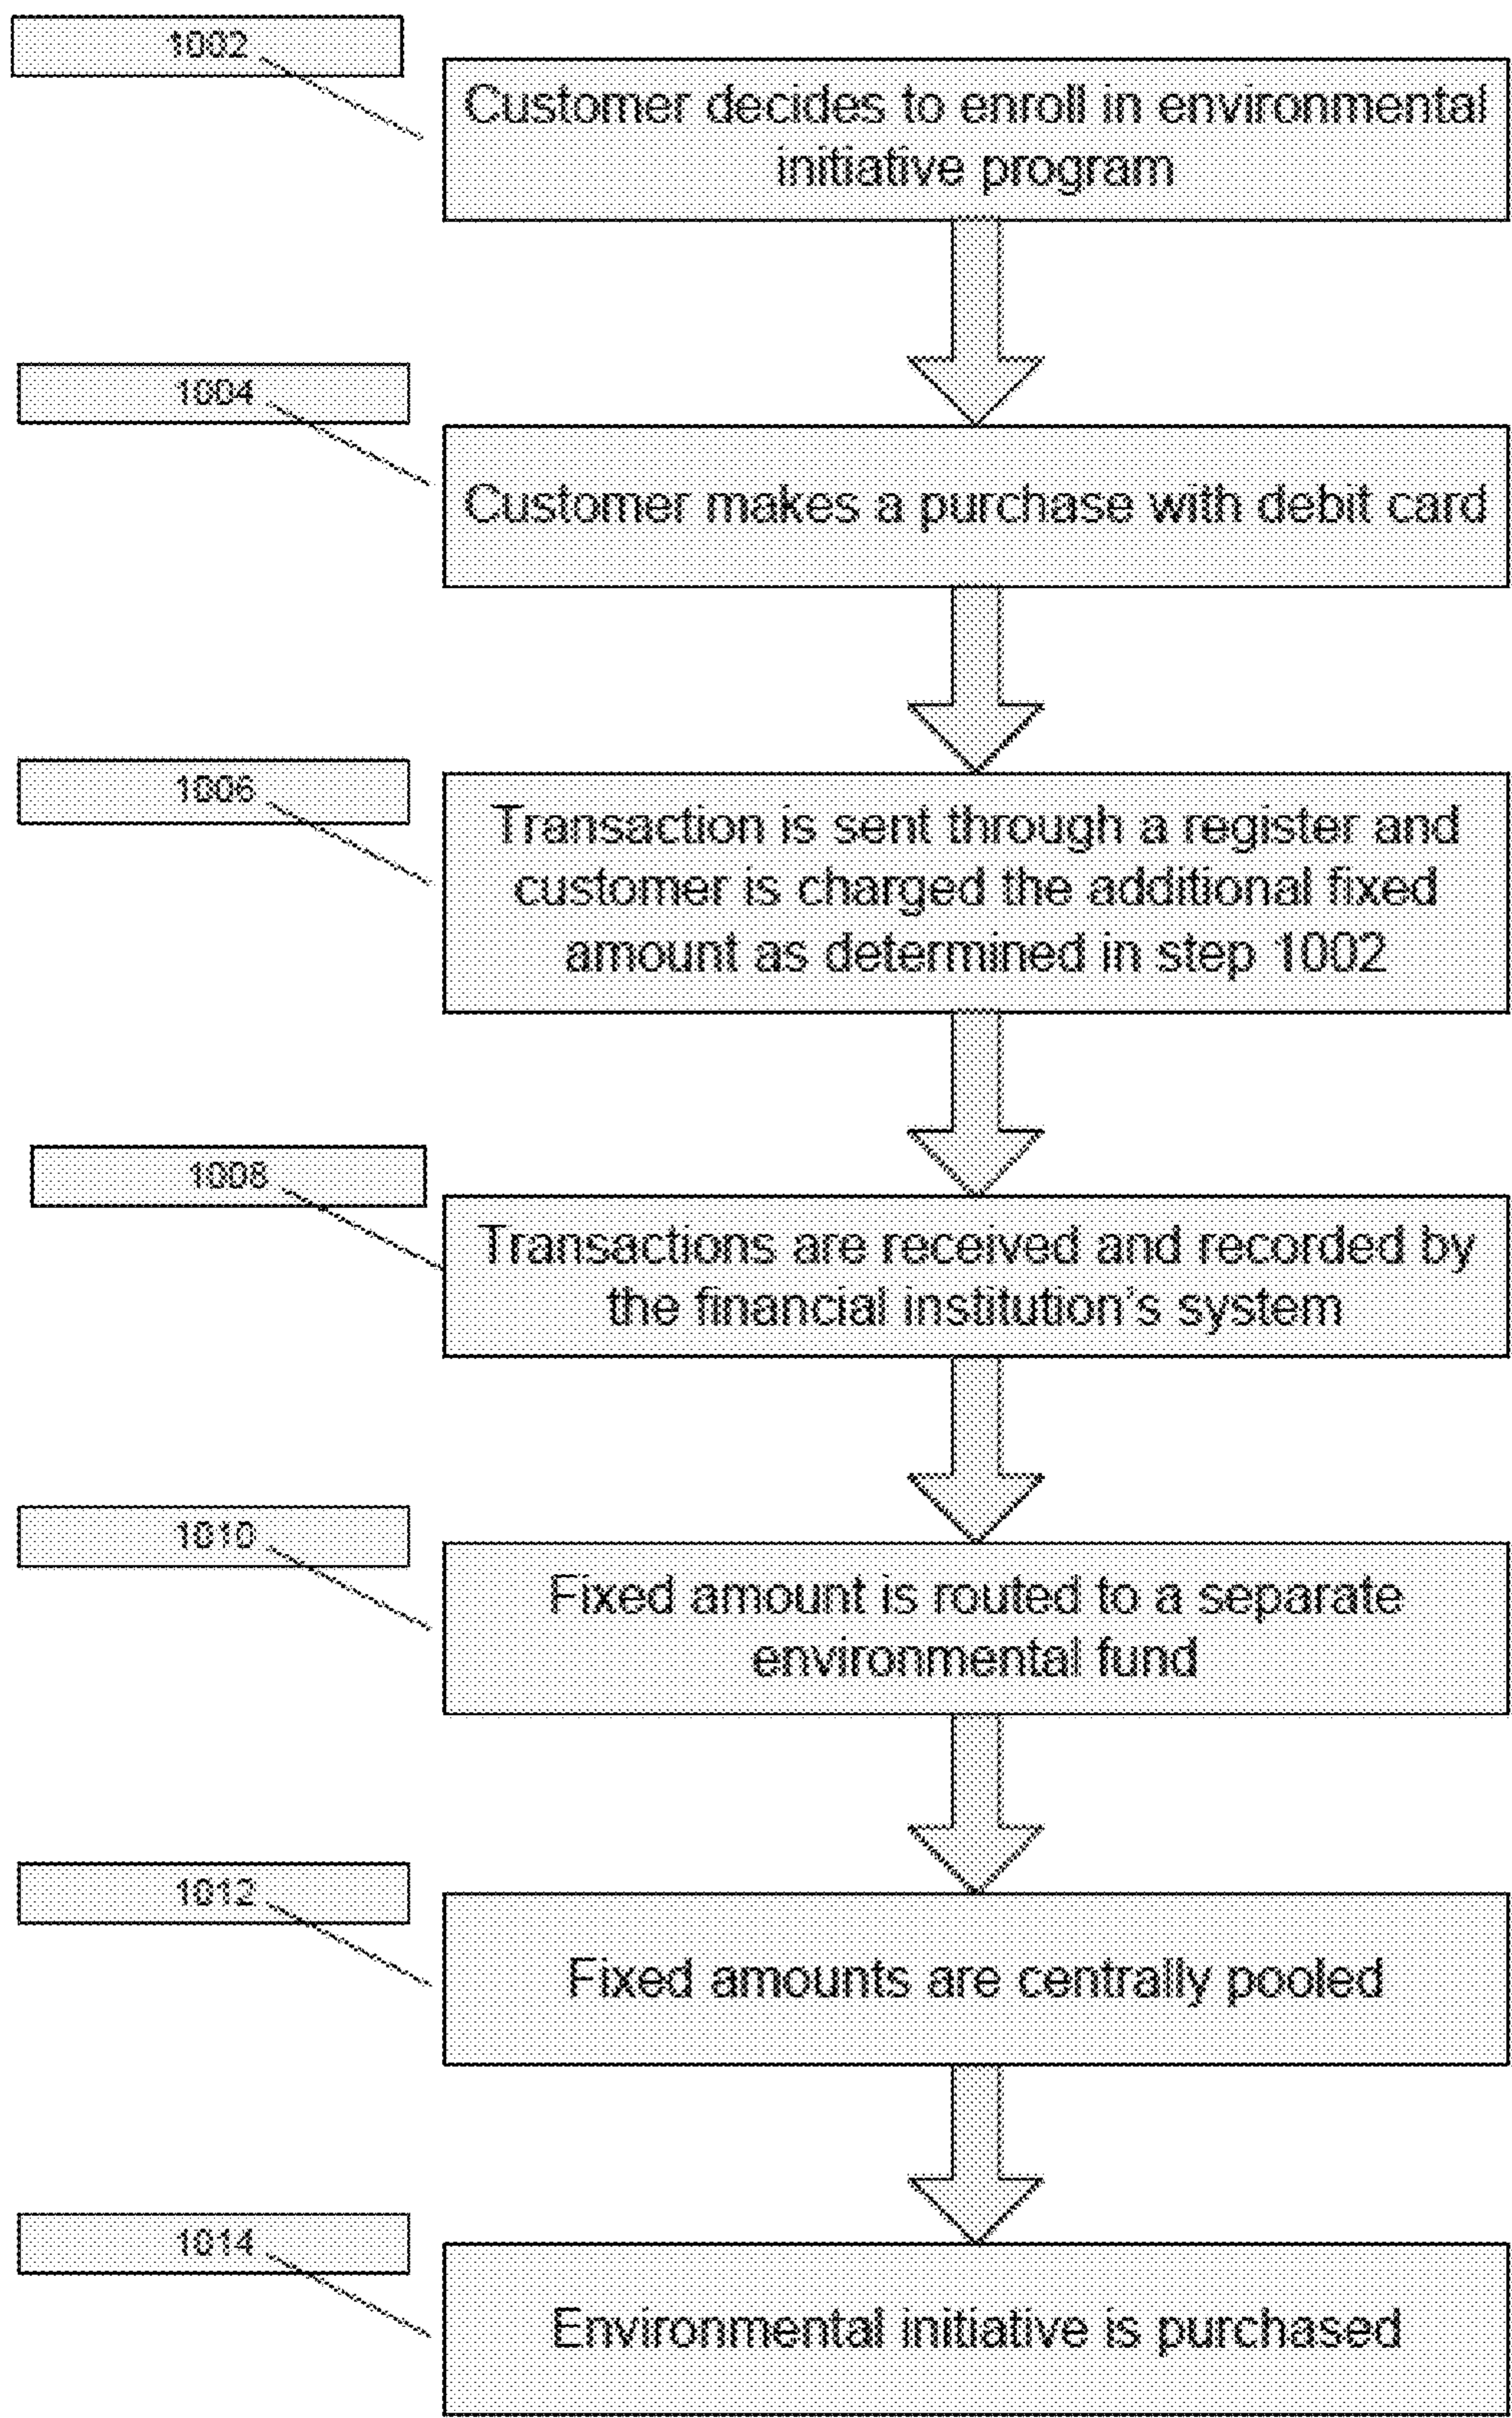 1002
Customer decides to enroll in environmental
initiative program
1004
Customer makes a purchase with debit card
1006
Transaction is sent through a register and
customer is charged the additional fixed
amount as determined in step 1002
1008
Transactions are received and recorded by
the financial institution's system
1010
Fixed amount is routed to a separate
environmental fund
1012
Fixed amounts are centrally pooled
1014
Environmental initiative is purchased